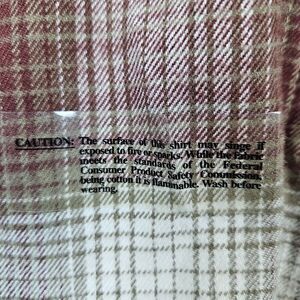 CAUTION: The surface of this shirt may singe if
exposed to fire or sparks. While the fabric
meets the standards of the Federal
Consumer Product Safety Commission,
being cotton it is flammable. Wash before
wearing.